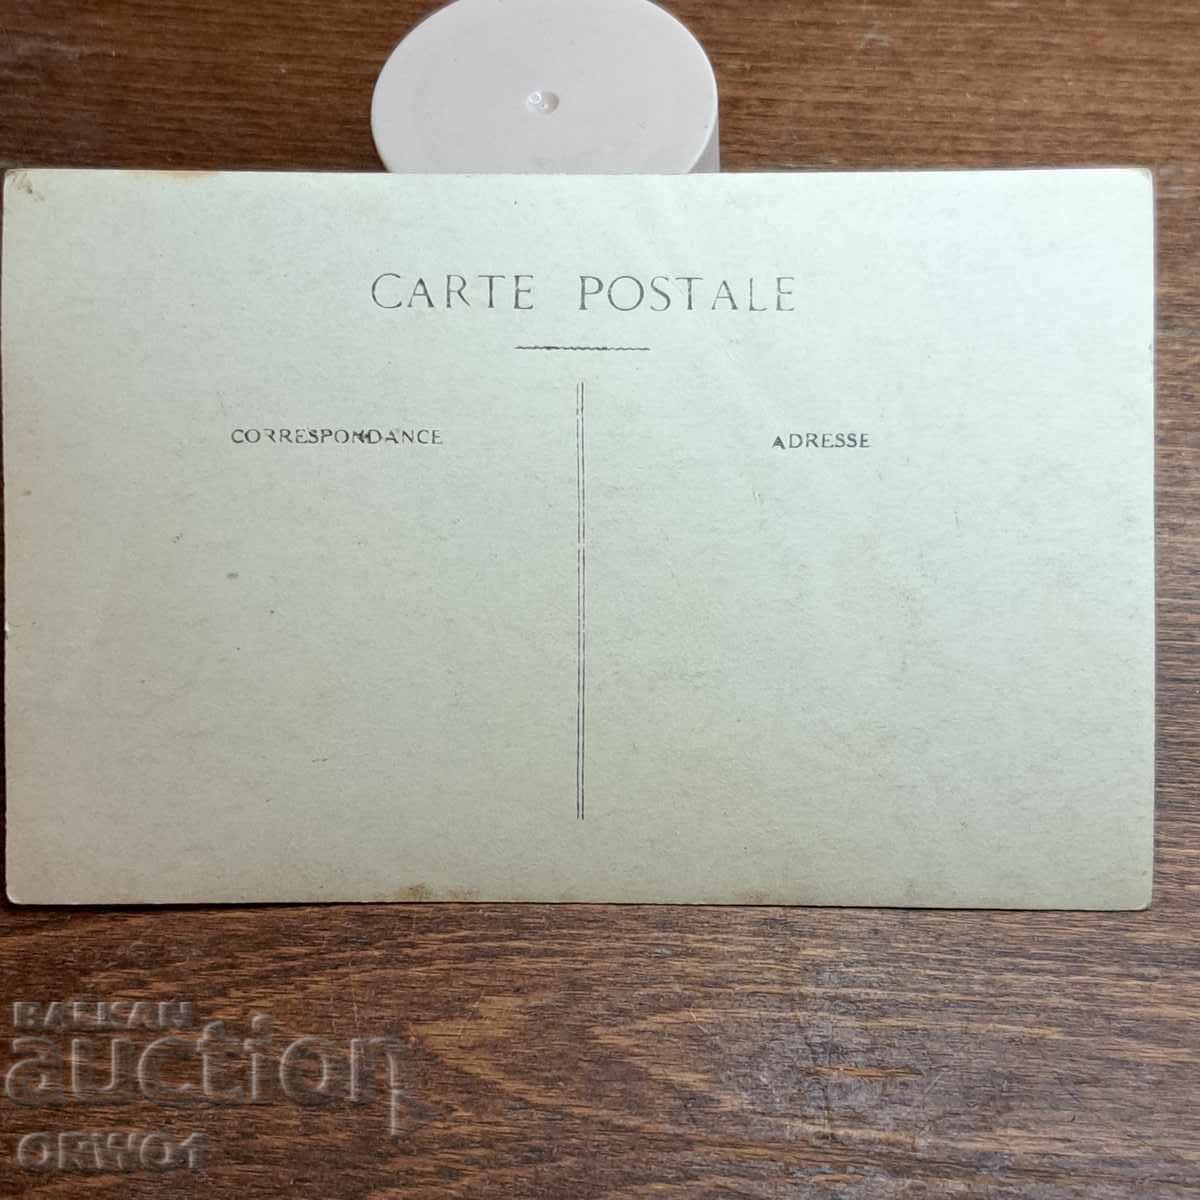 CARTE POSTALE
CORRESPONDANCE
ADRESSE
BALKAN
auction
ORWO1